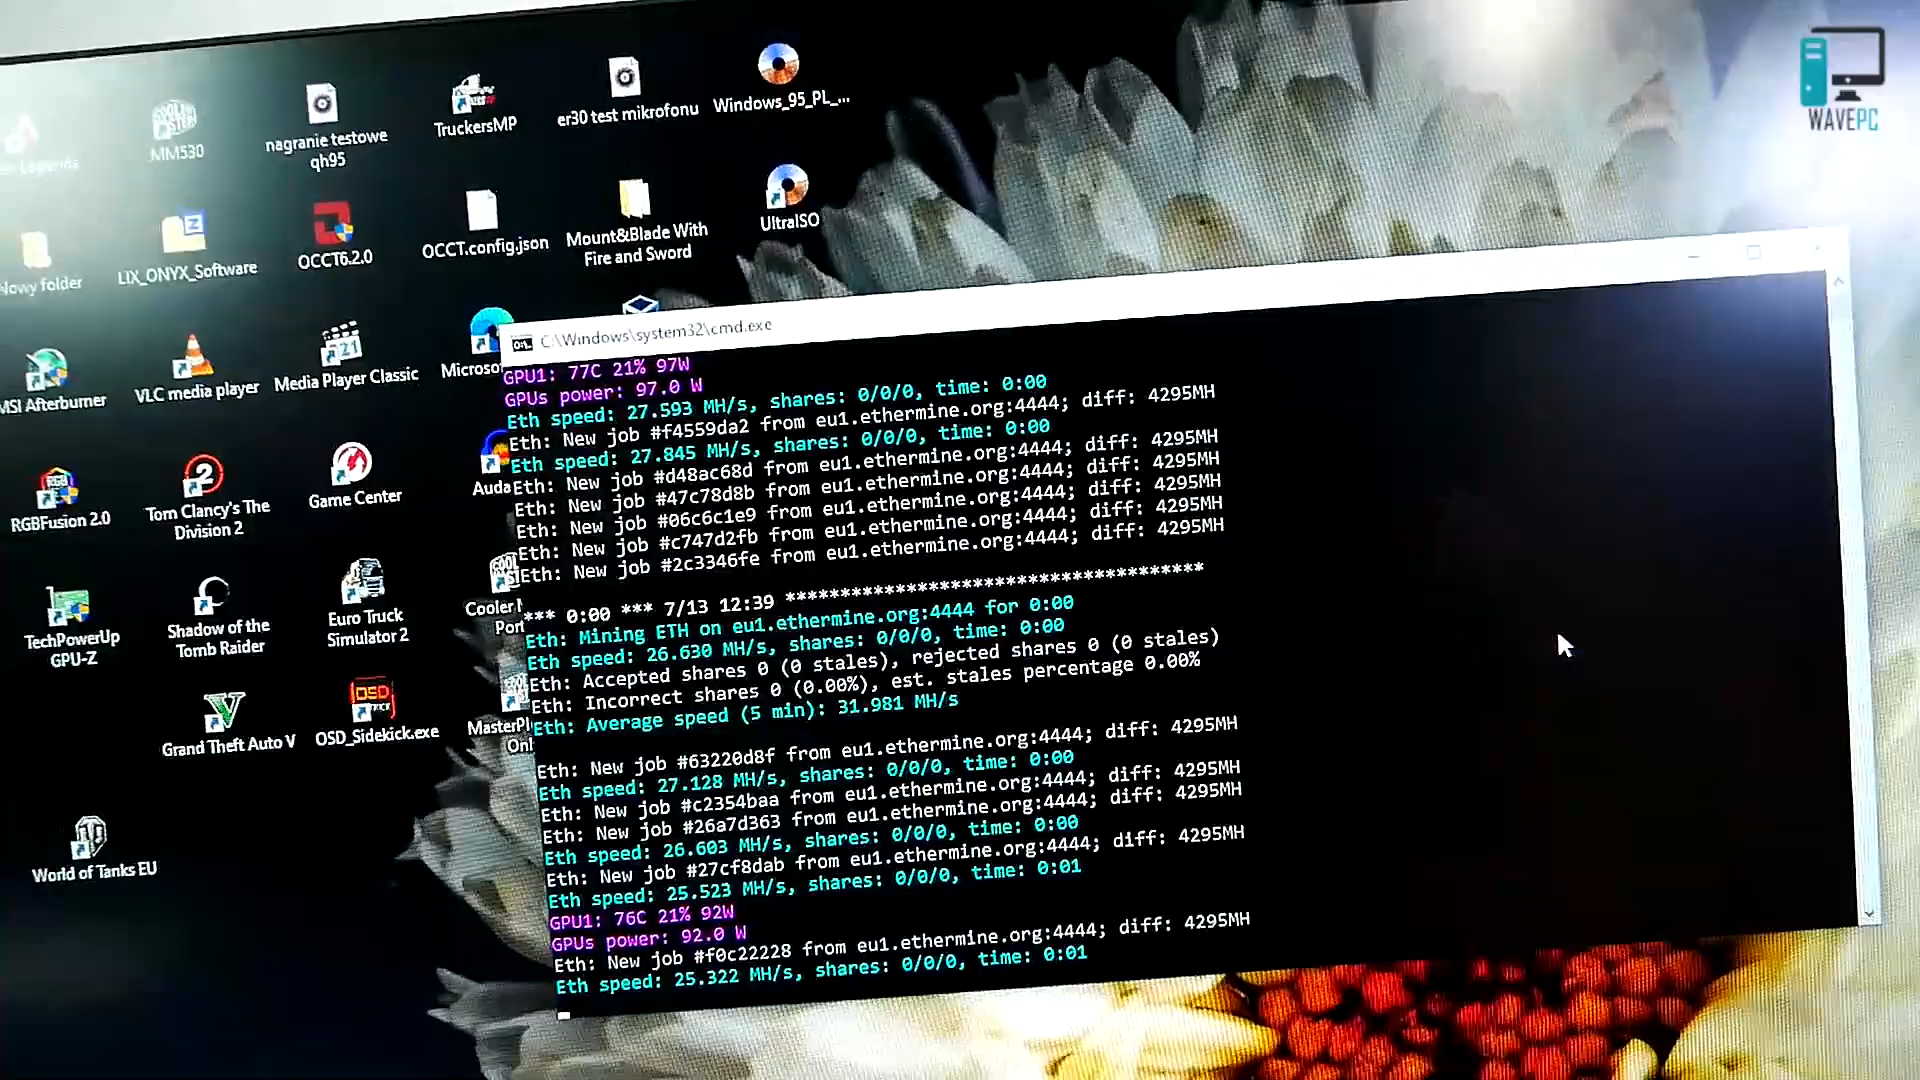 WAVEPC
MM530
nagranie testowe
qh95
TruckersMP
er30 test mikrofonu
Windows_95_PL_...
Nowy folder
LIX_ONYX_Software
OCCT6.2.0
OCCT.config.json
Mount&Blade With
Fire and Sword
UltraISO
MSI Afterburner
VLC media player
Media Player Classic
Microso
RGBFusion 2.0
Tom Clancy's The
Division 2
Game Center
Auda
TechPowerUp
GPU-Z
Shadow of the
Tomb Raider
Euro Truck
Simulator 2
Cooler
Port
Grand Theft Auto V
OSD_Sidekick.exe
MasterPl
Onl
World of Tanks EU
C:\Windows\system32\cmd.exe
GPU1: 77C 21% 97W
GPUs power: 97.0 W
Eth speed: 27.593 MH/s, shares: 0/0/0, time: 0:00
Eth: New job #f4559da2 from eu1.ethermine.org:4444; diff: 4295MH
Eth speed: 27.845 MH/s, shares: 0/0/0, time: 0:00
Eth: New job #d48ac68d from eu1.ethermine.org:4444; diff: 4295MH
Eth: New job #47c78d8b from eu1.ethermine.org:4444; diff: 4295MH
Eth: New job #06c6c1e9 from eu1.ethermine.org:4444; diff: 4295MH
Eth: New job #c747d2fb from eu1.ethermine.org:4444; diff: 4295MH
Eth: New job #2c3346fe from eu1.ethermine.org:4444; diff: 4295MH
*** 0:00 *** 7/13 12:39 **************************************
Eth: Mining ETH on eu1.ethermine.org:4444 for 0:00
Eth speed: 26.630 MH/s, shares: 0/0/0, time: 0:00
Eth: Accepted shares 0 (0 stales), rejected shares 0 (0 stales)
Eth: Incorrect shares 0 (0.00%), est. stales percentage 0.00%
Eth: Average speed (5 min): 31.981 MH/s
Eth: New job #63220d8f from eu1.ethermine.org:4444; diff: 4295MH
Eth speed: 27.128 MH/s, shares: 0/0/0, time: 0:00
Eth: New job #c2354baa from eu1.ethermine.org:4444; diff: 4295MH
Eth: New job #26a7d363 from eu1.ethermine.org:4444; diff: 4295MH
Eth speed: 26.603 MH/s, shares: 0/0/0, time: 0:00
Eth: New job #27cf8dab from eu1.ethermine.org:4444; diff: 4295MH
Eth speed: 25.523 MH/s, shares: 0/0/0, time: 0:01
GPU1: 76C 21% 92W
GPUs power: 92.0 W
Eth: New job #f0c22228 from eu1.ethermine.org:4444; diff: 4295MH
Eth speed: 25.322 MH/s, shares: 0/0/0, time: 0:01